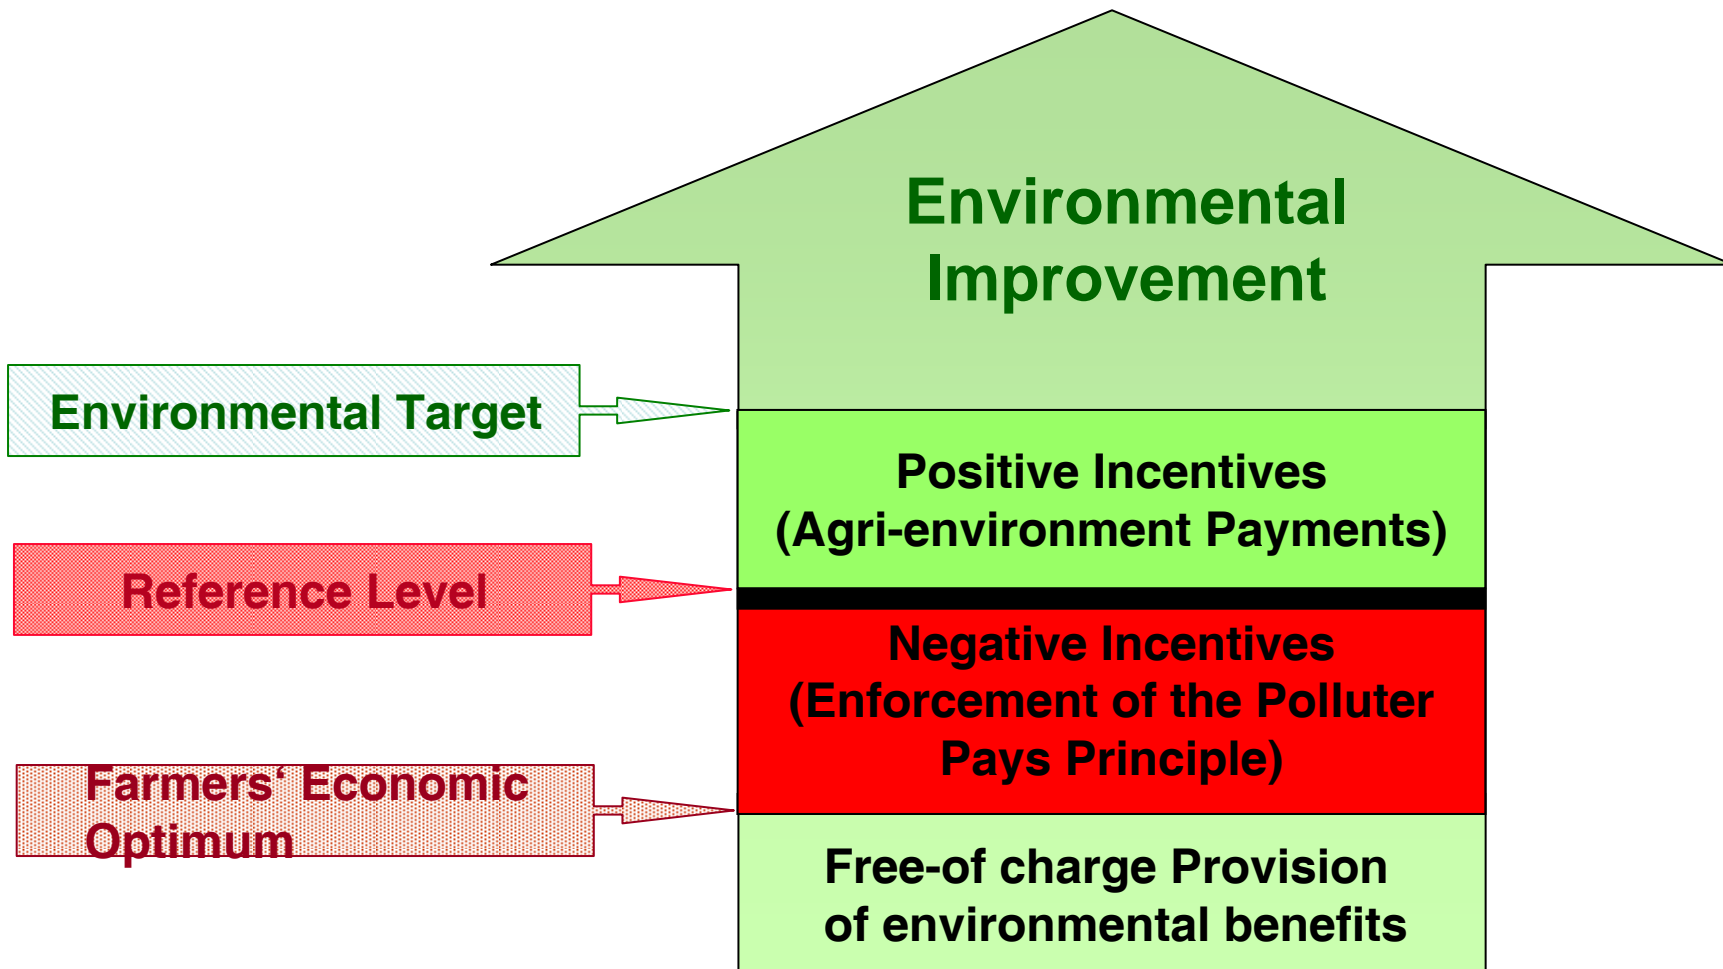 Environmental
Improvement
Environmental Target
Positive Incentives
(Agri-environment Payments)
Reference Level
Negative Incentives
(Enforcement of the Polluter
Pays Principle)
Farmers‘ Economic
Optimum
Free-of charge Provision
of environmental benefits